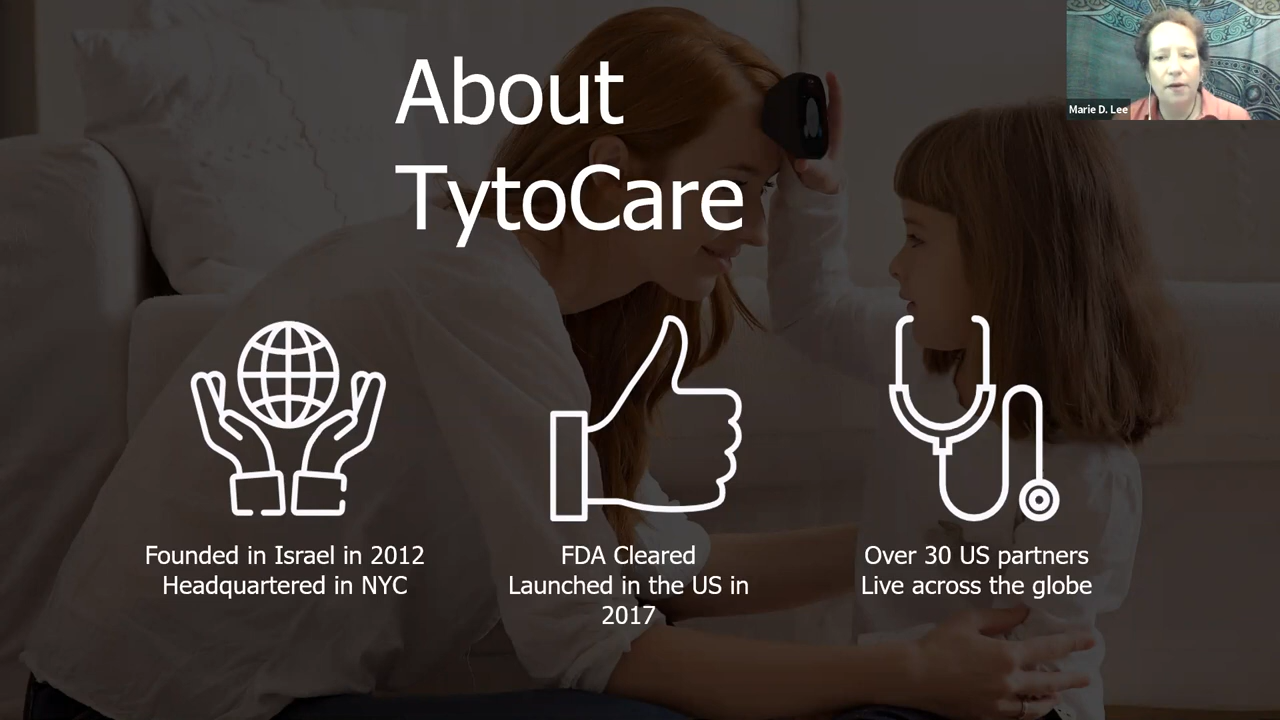 About
TytoCare
Marie D. Lee
Founded in Israel in 2012
Headquartered in NYC
FDA Cleared
Launched in the US in
2017
Over 30 US partners
Live across the globe